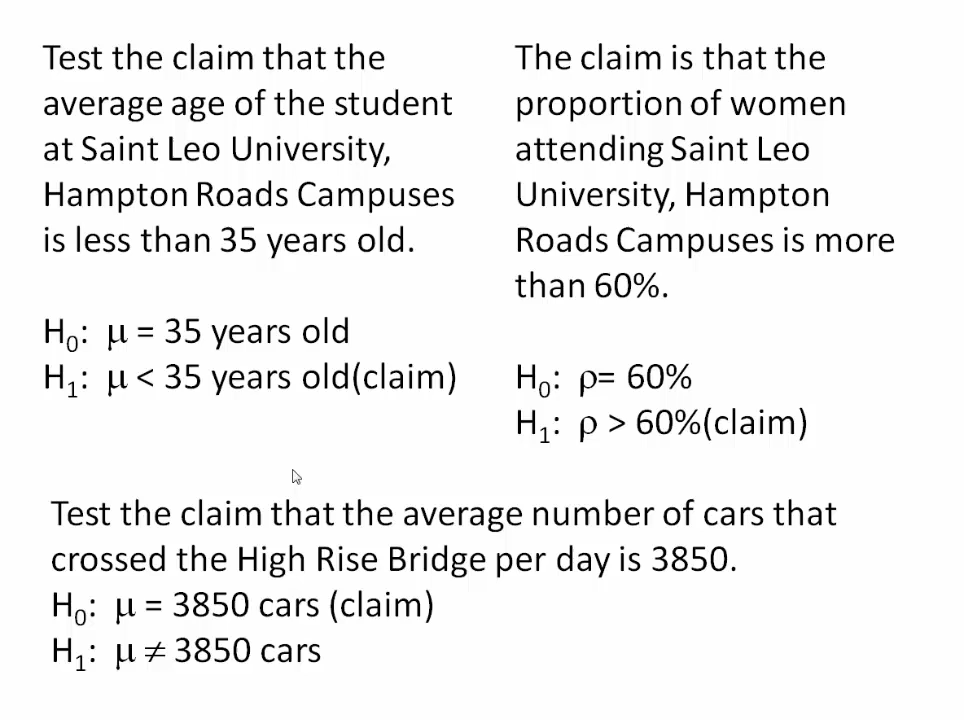 Test the claim that the
average age of the student
at Saint Leo University,
Hampton Roads Campuses
is less than 35 years old.
H₀: μ = 35 years old
H₁: μ < 35 years old(claim)
The claim is that the
proportion of women
attending Saint Leo
University, Hampton
Roads Campuses is more
than 60%.
H₀: ρ= 60%
H₁: ρ > 60%(claim)
Test the claim that the average number of cars that
crossed the High Rise Bridge per day is 3850.
H₀: μ = 3850 cars (claim)
H₁: μ ≠ 3850 cars